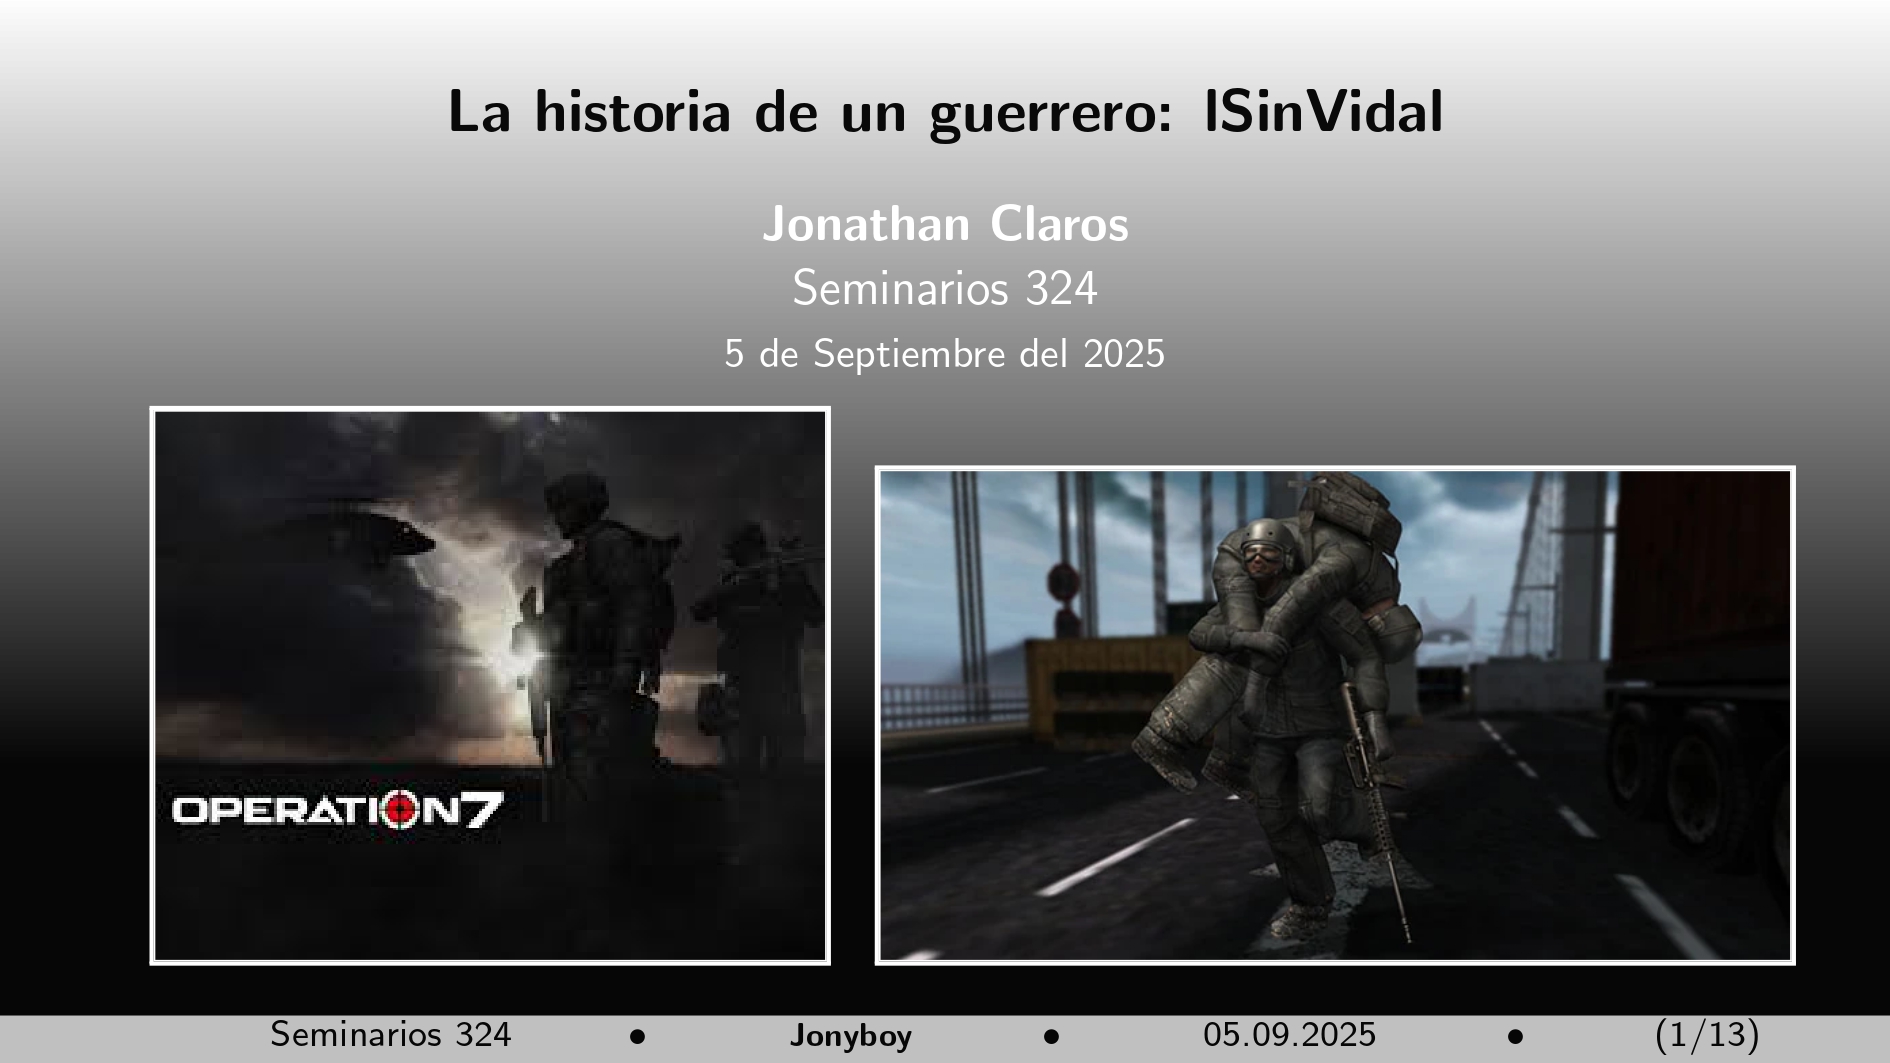 La historia de un guerrero: lSinVidal
Jonathan Claros
Seminarios 324
5 de Septiembre del 2025
OPERATION7
Seminarios 324 • Jonyboy • 05.09.2025 • (1/13)